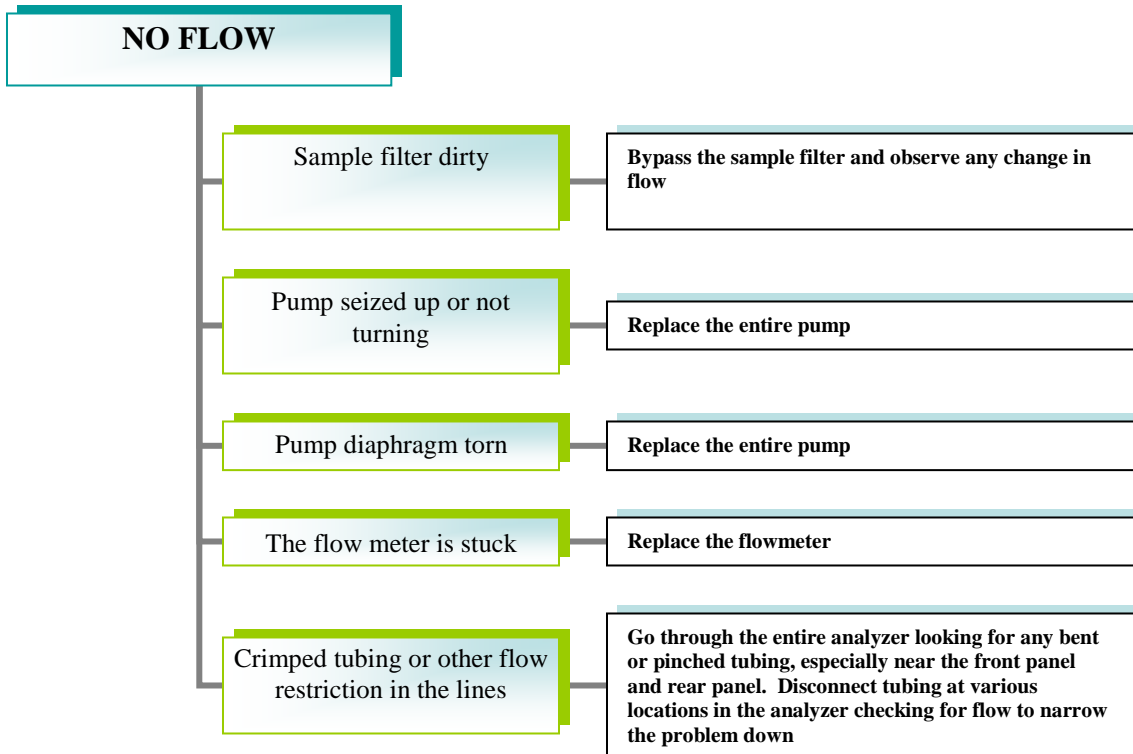 NO FLOW
Sample filter dirty
Bypass the sample filter and observe any change in
flow
Pump seized up or not
turning
Replace the entire pump
Pump diaphragm torn
Replace the entire pump
The flow meter is stuck
Replace the flowmeter
Crimped tubing or other flow
restriction in the lines
Go through the entire analyzer looking for any bent
or pinched tubing, especially near the front panel
and rear panel.  Disconnect tubing at various
locations in the analyzer checking for flow to narrow
the problem down